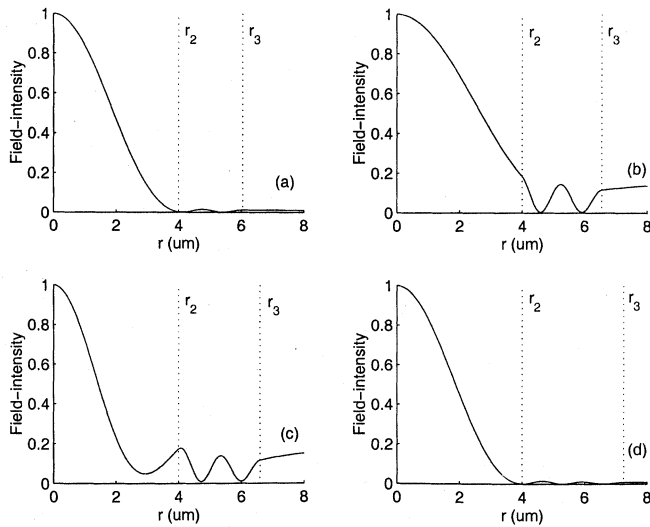 1
0.8
0.6
0.4
0.2
0
Field-intensity
r₂
r₃
(a)
0 2 4 6 8
r (um)
1
0.8
0.6
0.4
0.2
0
Field-intensity
r₂
r₃
(b)
0 2 4 6 8
r (um)
1
0.8
0.6
0.4
0.2
0
Field-intensity
r₂
r₃
(c)
0 2 4 6 8
r (um)
1
0.8
0.6
0.4
0.2
0
Field-intensity
r₂
r₃
(d)
0 2 4 6 8
r (um)